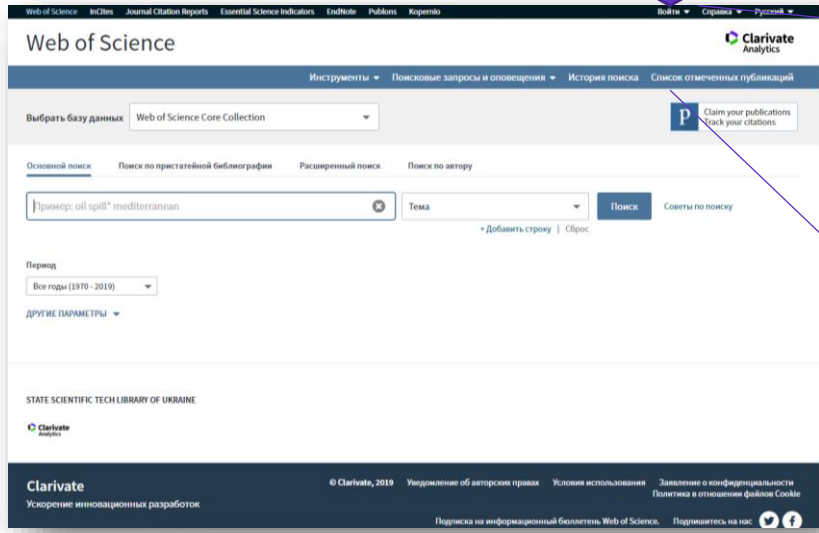 Web of Science InCites Journal Citation Reports Essential Science Indicators EndNote Publons Kopernio Войти Справка Русский
Web of Science
Clarivate
Analytics
Инструменты Поисковые запросы и оповещения История поиска Список отмеченных публикаций
Выбрать базу данных Web of Science Core Collection
p Claim your publications
Track your citations
Основной поиск Поиск по пристатейной библиографии Расширенный поиск Поиск по автору
Пример: oil spill* mediterranean Тема Поиск Советы по поиску
+ Добавить строку | Сброс
Период
Все годы (1970 - 2019)
ДРУГИЕ ПАРАМЕТРЫ
STATE SCIENTIFIC TECH LIBRARY OF UKRAINE
Clarivate
Analytics
Clarivate
Ускорение инновационных разработок
© Clarivate, 2019 Уведомление об авторских правах Условия использования Заявление о конфиденциальности
Политика в отношении файлов Cookie
Подписка на информационный бюллетень Web of Science. Подпишитесь на нас